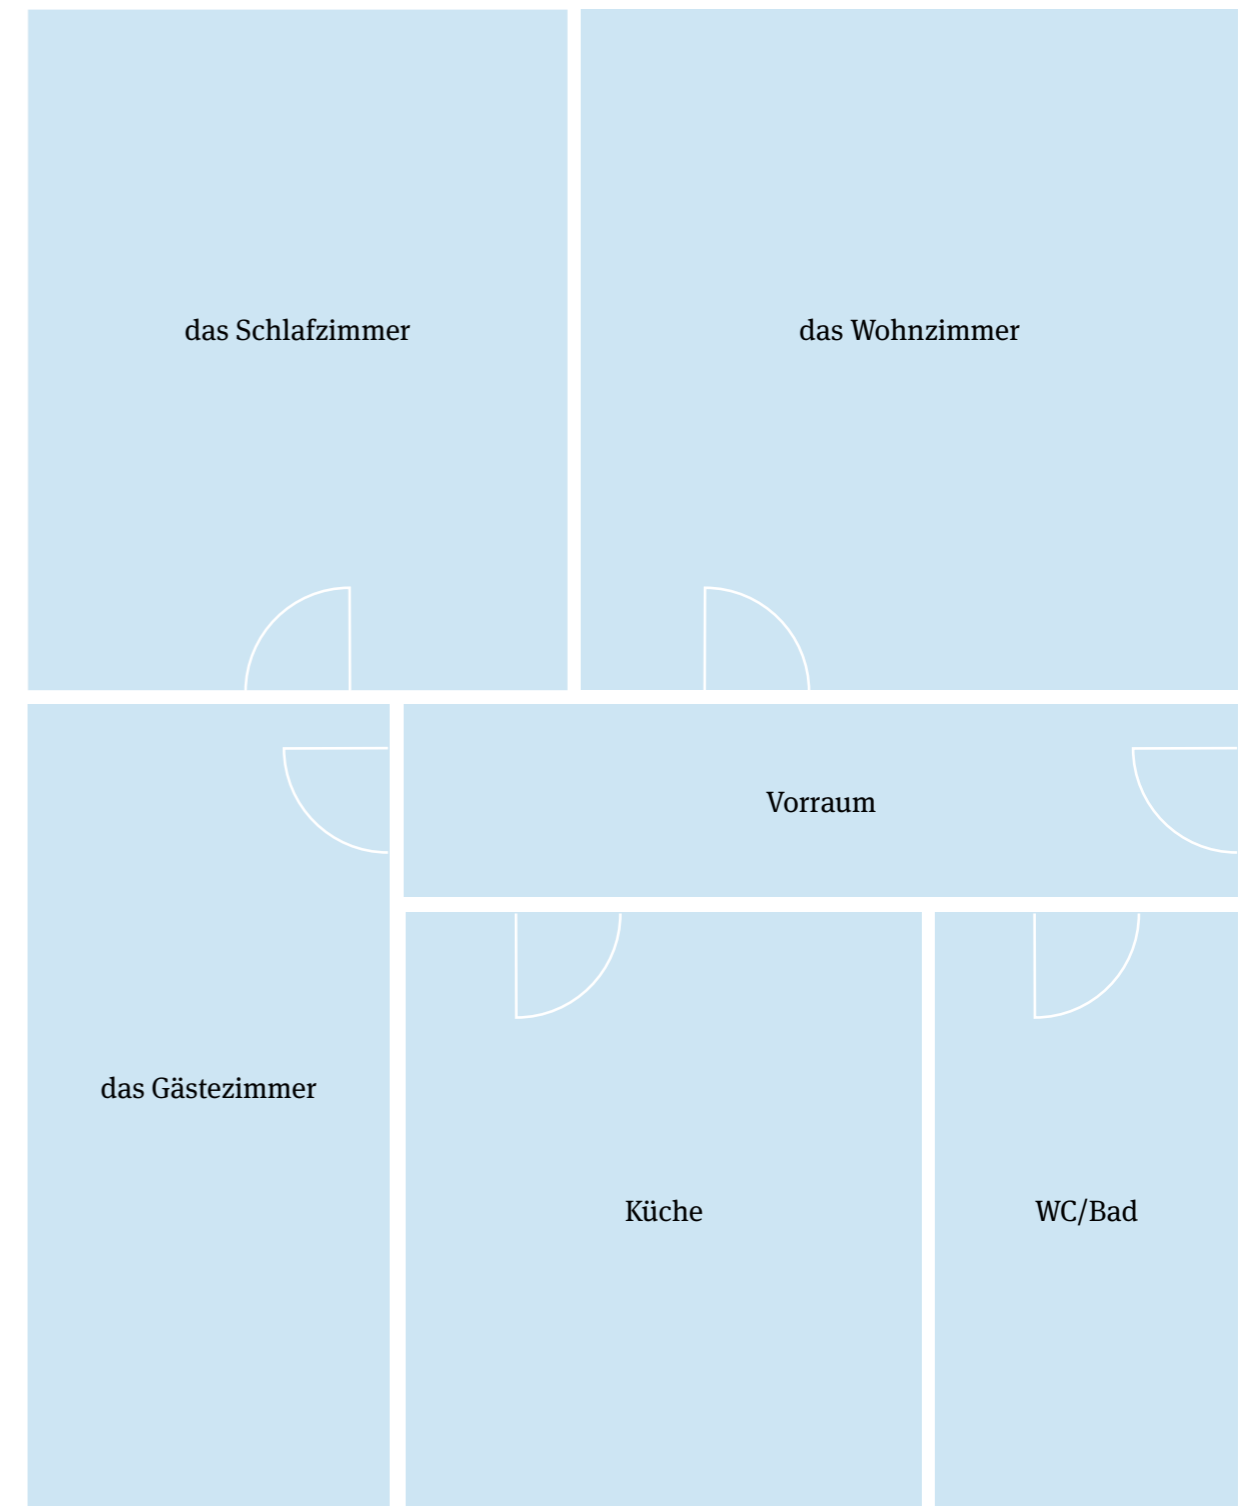 das Schlafzimmer
das Wohnzimmer
Vorraum
das Gästezimmer
Küche
WC/Bad